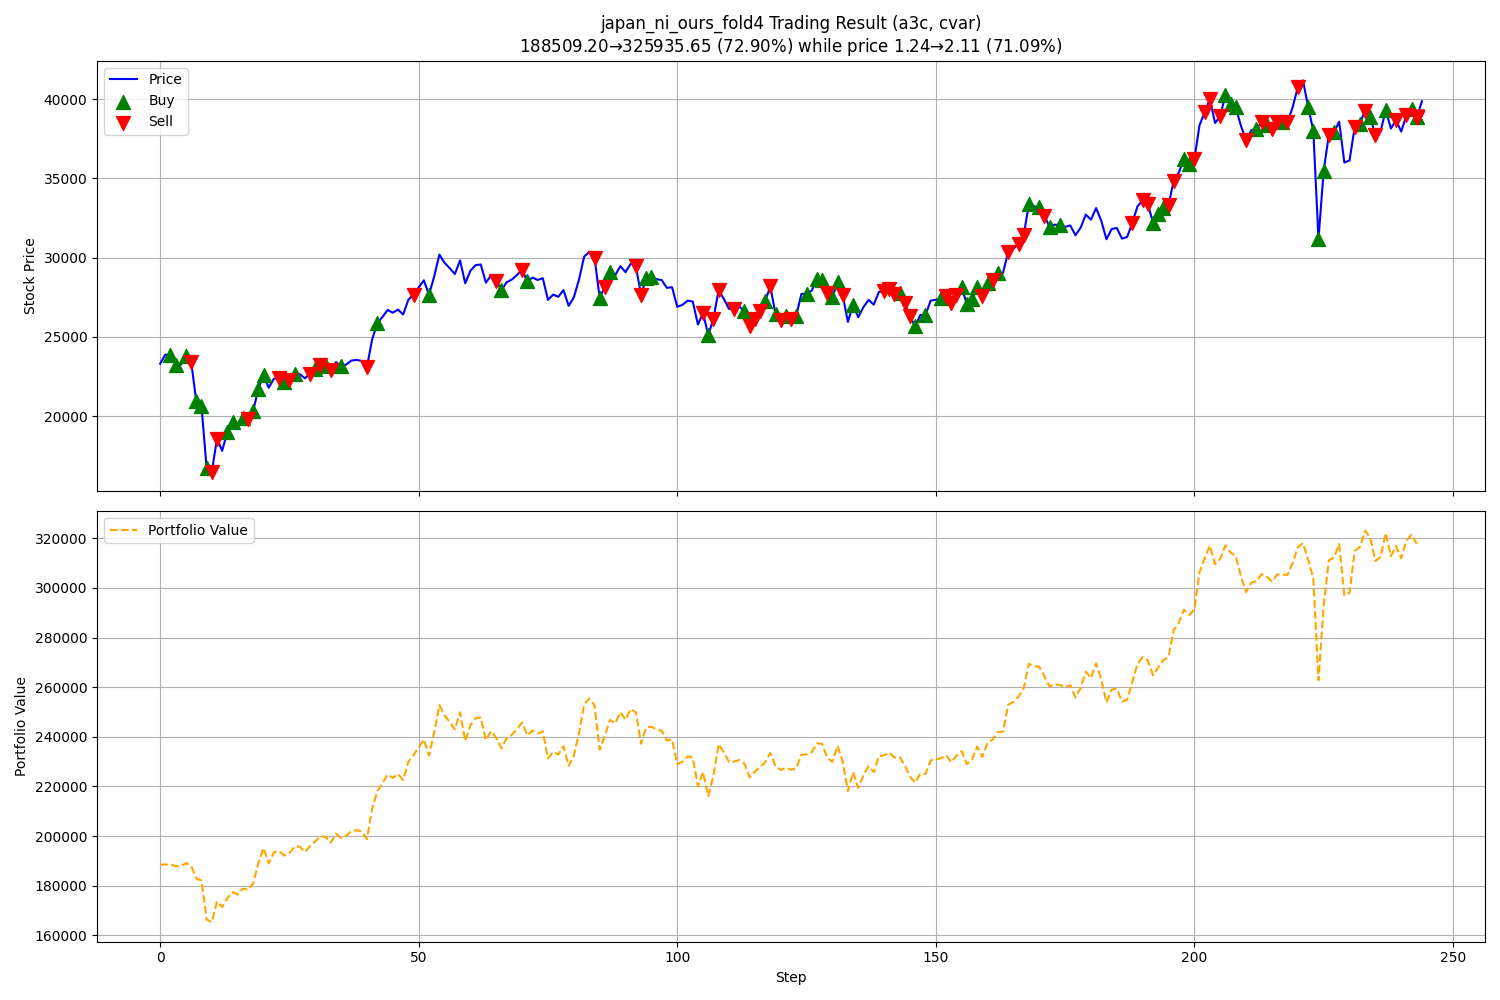 japan_ni_ours_fold4 Trading Result (a3c, cvar)
188509.20→325935.65 (72.90%) while price 1.24→2.11 (71.09%)
Price
Buy
Sell
Stock Price
40000
35000
30000
25000
20000
Portfolio Value
Portfolio Value
320000
300000
280000
260000
240000
220000
200000
180000
160000
0
50
100
150
200
250
Step